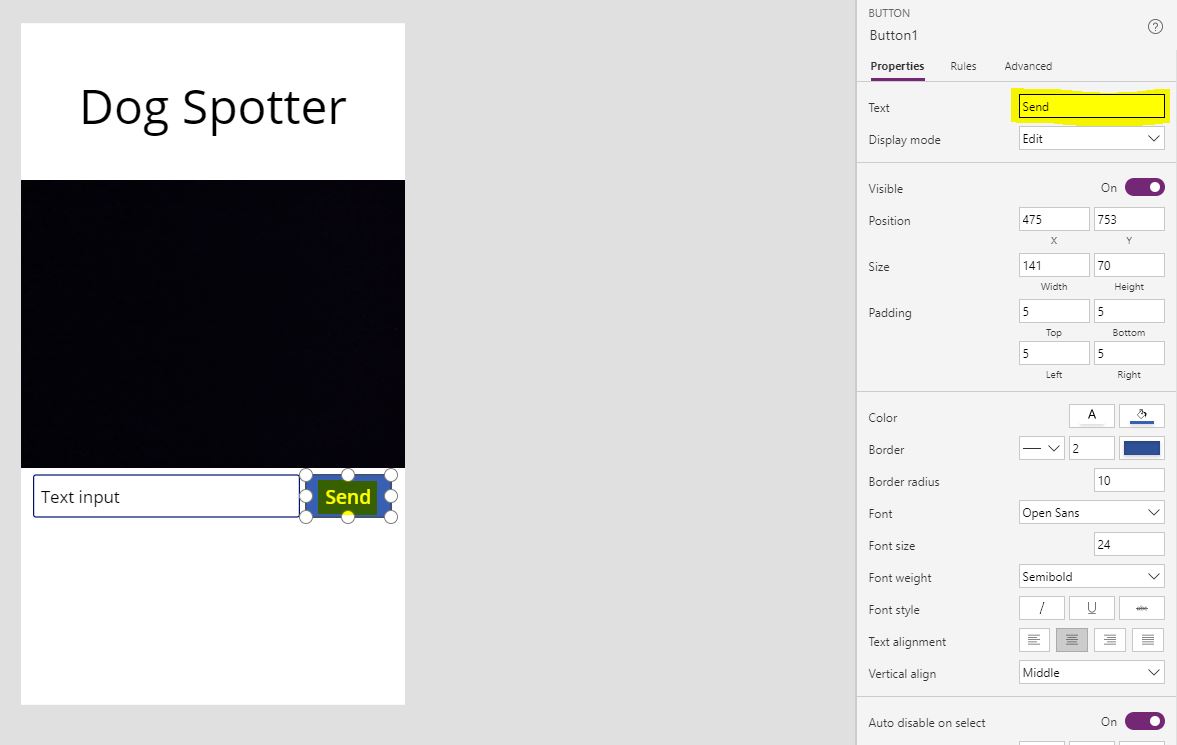 Dog Spotter
Text input
Send
BUTTON
Button1
?
Properties Rules Advanced
Text Send
Display mode Edit
Visible On
Position 475 753
X Y
Size 141 70
Width Height
Padding 5 5
Top Bottom
5 5
Left Right
Color A
Border 2
Border radius 10
Font Open Sans
Font size 24
Font weight Semibold
Font style / U abc
Text alignment
Vertical align Middle
Auto disable on select On